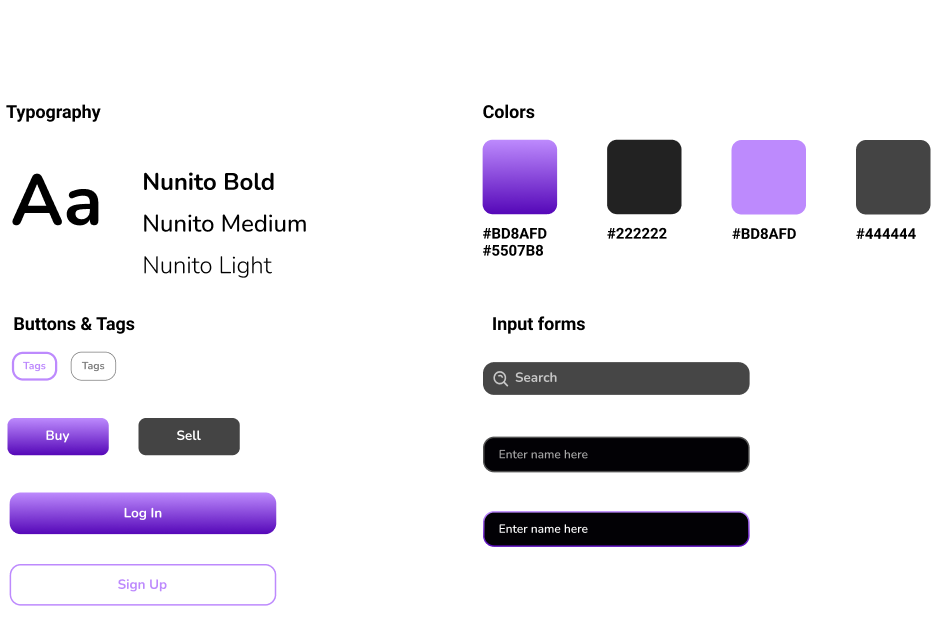 Typography
Aa
Nunito Bold
Nunito Medium
Nunito Light
Colors
#BD8AFD
#5507B8
#222222
#BD8AFD
#444444
Buttons & Tags
Tags
Tags
Buy
Sell
Log In
Sign Up
Input forms
Search
Enter name here
Enter name here